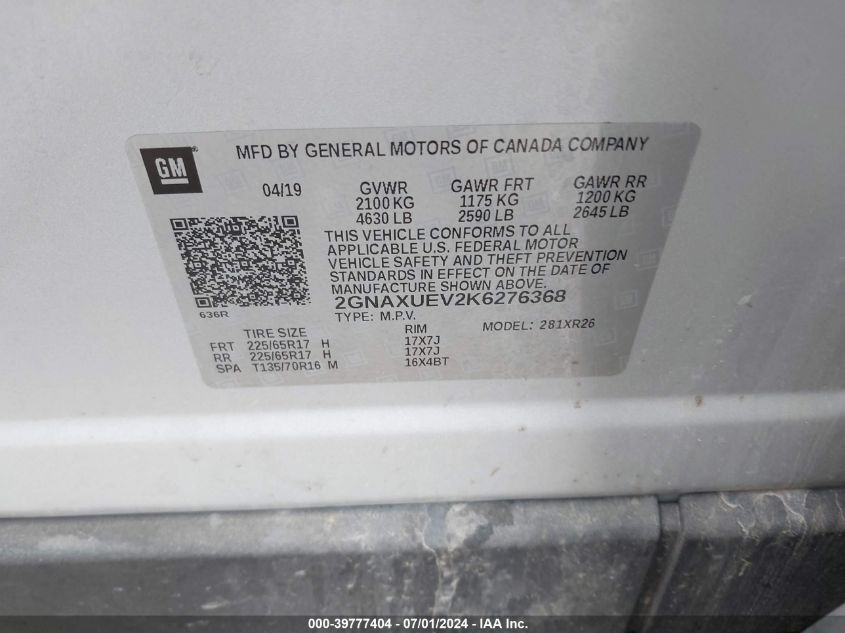 GM
MFD BY GENERAL MOTORS OF CANADA COMPANY
04/19 GVWR GAWR FRT GAWR RR
2100 KG 1175 KG 1200 KG
4630 LB 2590 LB 2645 LB
THIS VEHICLE CONFORMS TO ALL
APPLICABLE U.S. FEDERAL MOTOR
VEHICLE SAFETY AND THEFT PREVENTION
STANDARDS IN EFFECT ON THE DATE OF
MANUFACTURE SHOWN ABOVE.
2GNAXUEV2K6276368
636R
TYPE: M.P.V. MODEL: 281XR26
TIRE SIZE RIM
FRT 225/65R17 H 17X7J
RR 225/65R17 H 17X7J
SPA T135/70R16 M 16X4BT
000-39777404 - 07/01/2024 - IAA Inc.